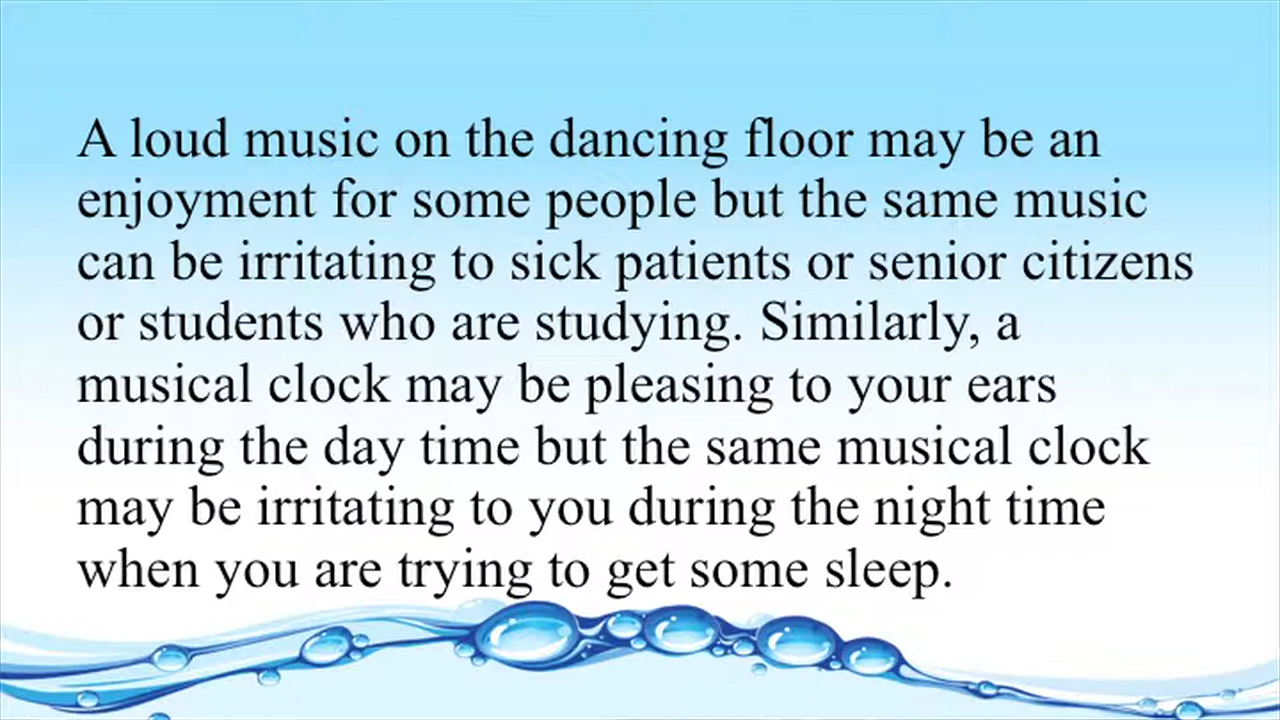 A loud music on the dancing floor may be an
enjoyment for some people but the same music
can be irritating to sick patients or senior citizens
or students who are studying. Similarly, a
musical clock may be pleasing to your ears
during the day time but the same musical clock
may be irritating to you during the night time
when you are trying to get some sleep.